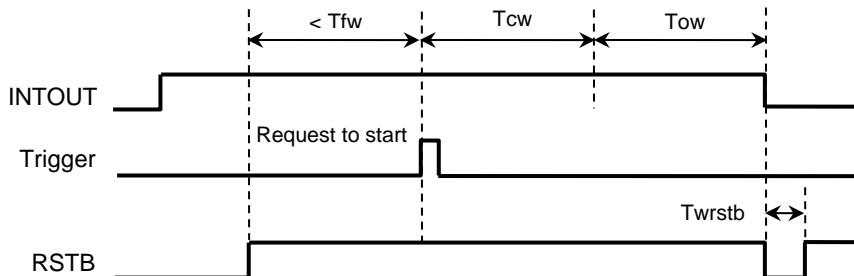 < Tfw Tcw Tow
INTOUT
Request to start
Trigger
Twrstb
RSTB